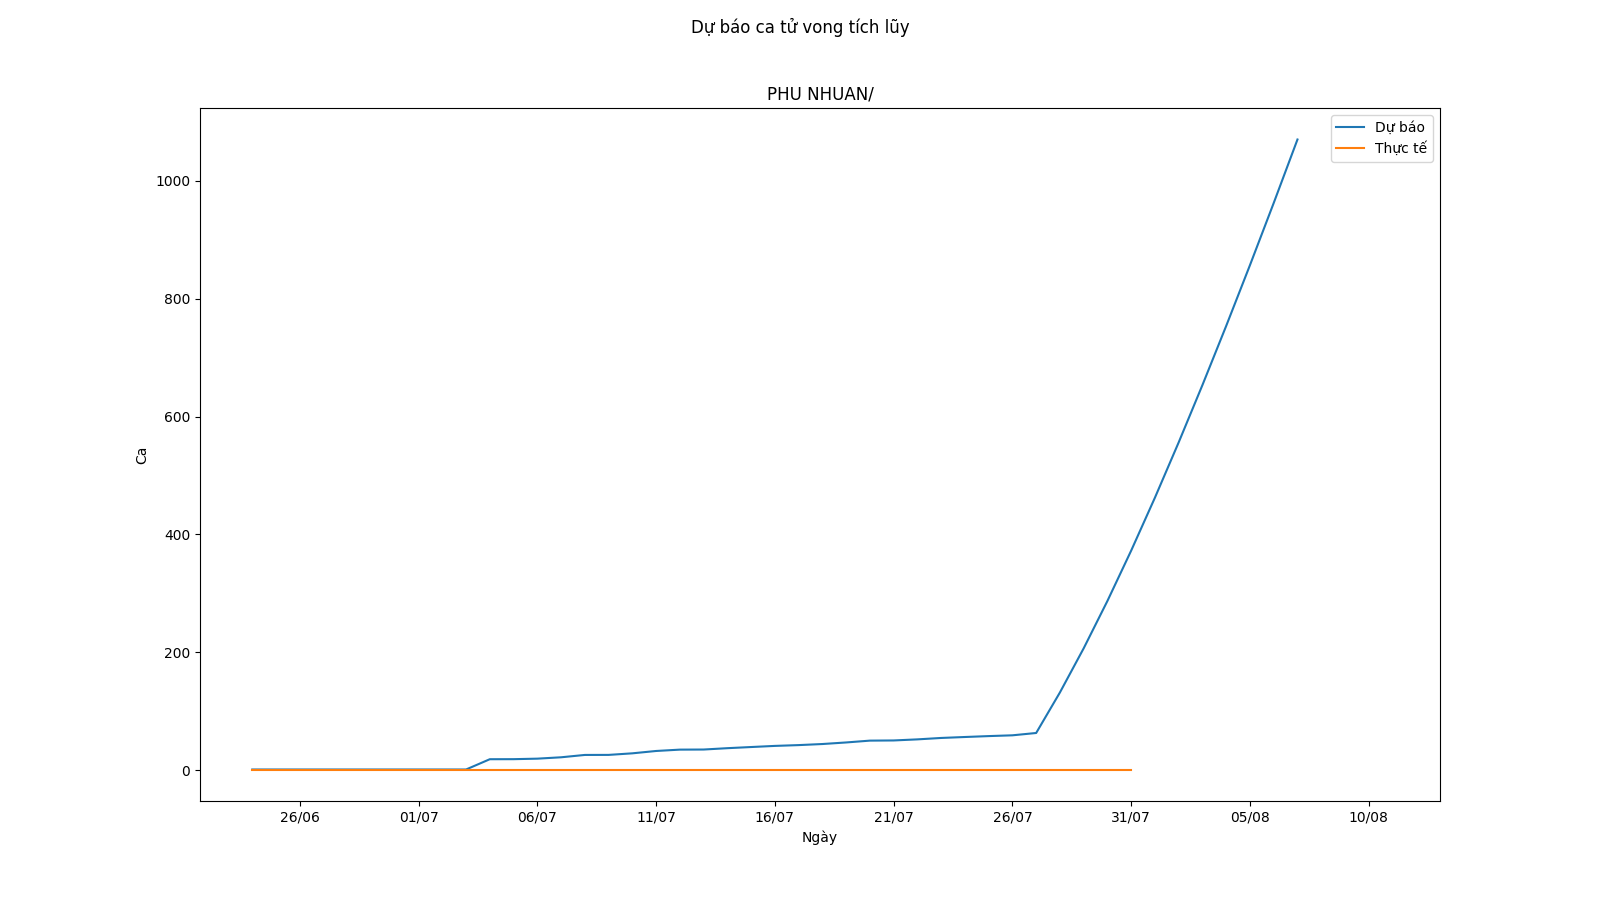 Dự báo ca tử vong tích lũy
PHU NHUAN/
Dự báo
Thực tế
1000
800
600
400
200
0
Ca
26/06
01/07
06/07
11/07
16/07
21/07
26/07
31/07
05/08
10/08
Ngày